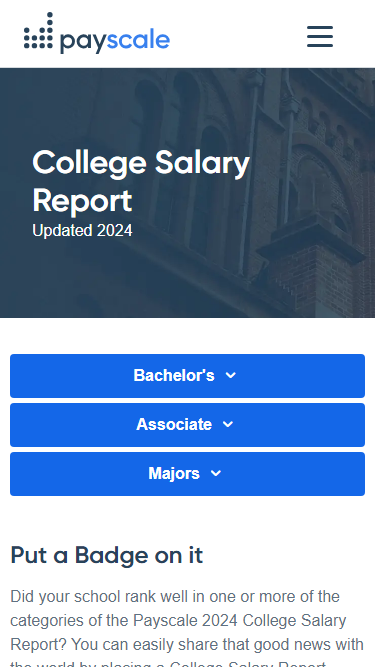 payscale
College Salary
Report
Updated 2024
Bachelor's
Associate
Majors
Put a Badge on it
Did your school rank well in one or more of the
categories of the Payscale 2024 College Salary
Report? You can easily share that good news with
the world by placing a College Salary Report